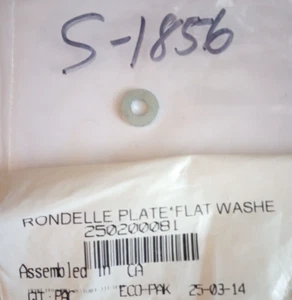 S-1856
RONDELLE PLATE*FLAT WASHE
250200081
Assembled in CA
ECO-PAK 25-03-14